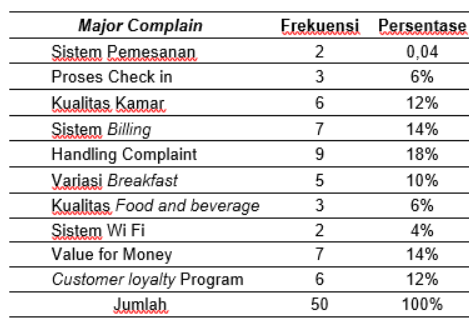 Major Complain Frekuensi Persentase
Sistem Pemesanan 2 0,04
Proses Check in 3 6%
Kualitas Kamar 6 12%
Sistem Billing 7 14%
Handling Complaint 9 18%
Variasi Breakfast 5 10%
Kualitas Food and beverage 3 6%
Sistem Wi Fi 2 4%
Value for Money 7 14%
Customer loyalty Program 6 12%
Jumlah 50 100%